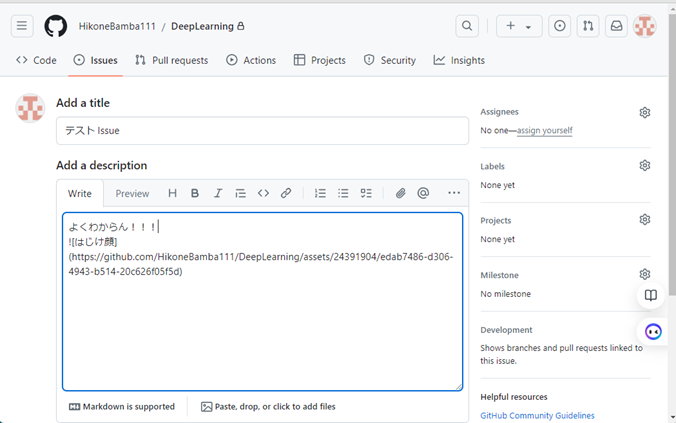 HikoneBamba111 / DeepLearning
Code Issues Pull requests Actions Projects Security Insights
Add a title
テスト Issue
Add a description
Write Preview H B I
よくわからん！！！
![はじけ顔]
(https://github.com/HikoneBamba111/DeepLearning/assets/24391904/edab7486-d306-
4943-b514-20c626f05f5d)
Markdown is supported Paste, drop, or click to add files
Assignees
No one—assign yourself
Labels
None yet
Projects
None yet
Milestone
No milestone
Development
Shows branches and pull requests linked to
this issue.
Helpful resources
GitHub Community Guidelines